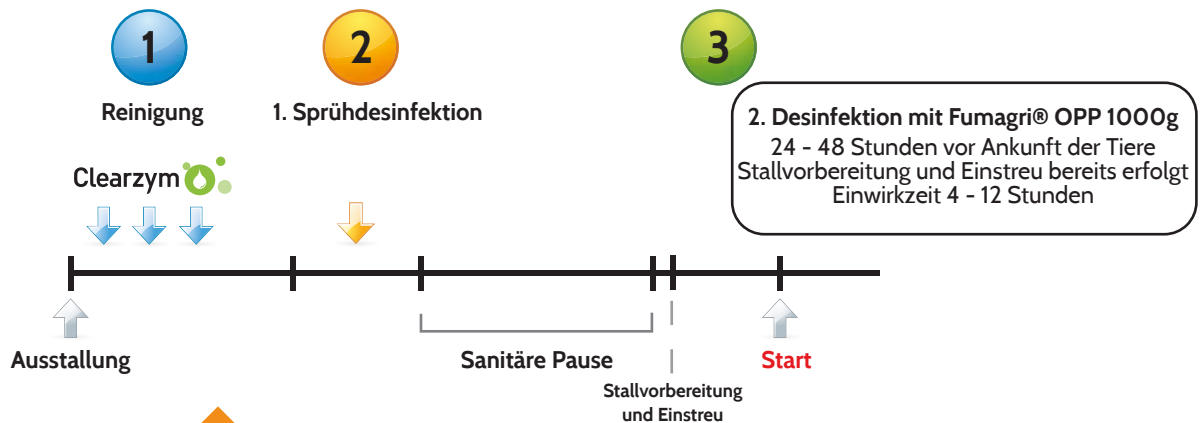 1
2
3
Reinigung
1. Sprühdesinfektion
2. Desinfektion mit Fumagri® OPP 1000g
24 - 48 Stunden vor Ankunft der Tiere
Stallvorbereitung und Einstreu bereits erfolgt
Einwirkzeit 4 - 12 Stunden
Clearzym
Ausstallung
Sanitäre Pause
Start
Stallvorbereitung
und Einstreu